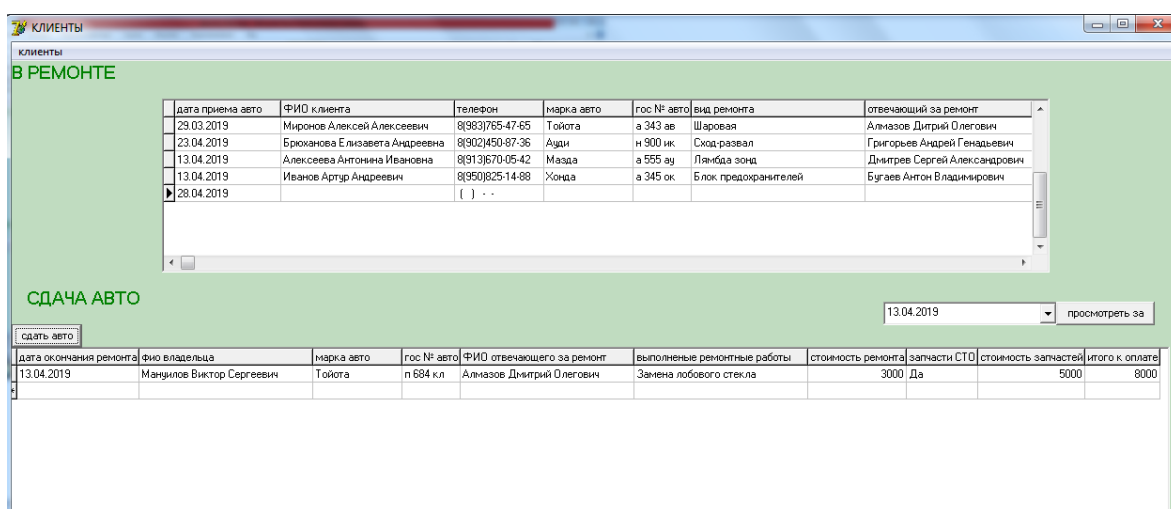 КЛИЕНТЫ
клиенты
В РЕМОНТЕ
дата приема авто ФИО клиента телефон марка авто гос № авто вид ремонта отвечающий за ремонт
29.03.2019 Миронов Алексей Алексеевич 8(983)765-47-65 Тойота а 343 ав Шаровая Алмазов Дитрий Олегович
23.04.2019 Брюханова Елизавета Андреевна 8(902)450-87-36 Ауди н 900 ик Сход-развал Григорьев Андрей Генадьевич
13.04.2019 Алексеева Антонина Ивановна 8(913)670-05-42 Мазда а 555 ау Лямбда зонд Дмитрев Сергей Александрович
13.04.2019 Иванов Артур Андреевич 8(950)825-14-88 Хонда а 345 ок Блок предохранителей Бугаев Антон Владимирович
28.04.2019 ( ) - -
СДАЧА АВТО
13.04.2019 просмотреть за
сдать авто
дата окончания ремонта фио владельца марка авто гос № авто ФИО отвечающего за ремонт выполненые ремонтные работы стоимость ремонта запчасти СТО стоимость запчастей итого к оплате
13.04.2019 Мануилов Виктор Сергеевич Тойота п 684 кл Алмазов Дмитрий Олегович Замена лобового стекла 3000 Да 5000 8000